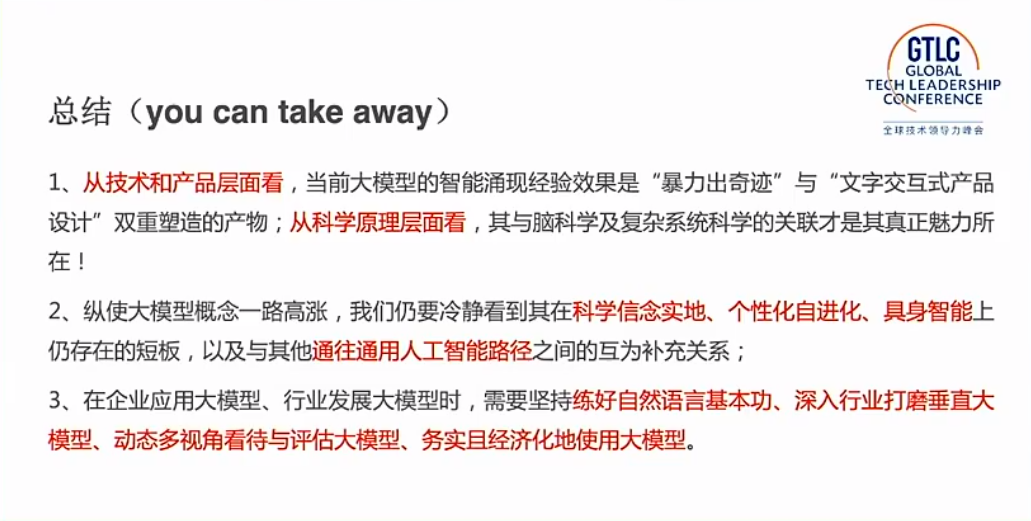 GTLC
GLOBAL
TECH LEADERSHIP
CONFERENCE
全球技术领导力峰会
总结（you can take away）
1、从技术和产品层面看，当前大模型的智能涌现经验效果是“暴力出奇迹”与“文字交互式产品
设计”双重塑造的产物；从科学原理层面看，其与脑科学及复杂系统科学的关联才是其真正魅力所
在！
2、纵使大模型概念一路高涨，我们仍要冷静看到其在科学信念实地、个性化自进化、具身智能上
仍存在的短板，以及与其他通往通用人工智能路径之间的互为补充关系；
3、在企业应用大模型、行业发展大模型时，需要坚持练好自然语言基本功、深入行业打磨垂直大
模型、动态多视角看待与评估大模型、务实且经济化地使用大模型。